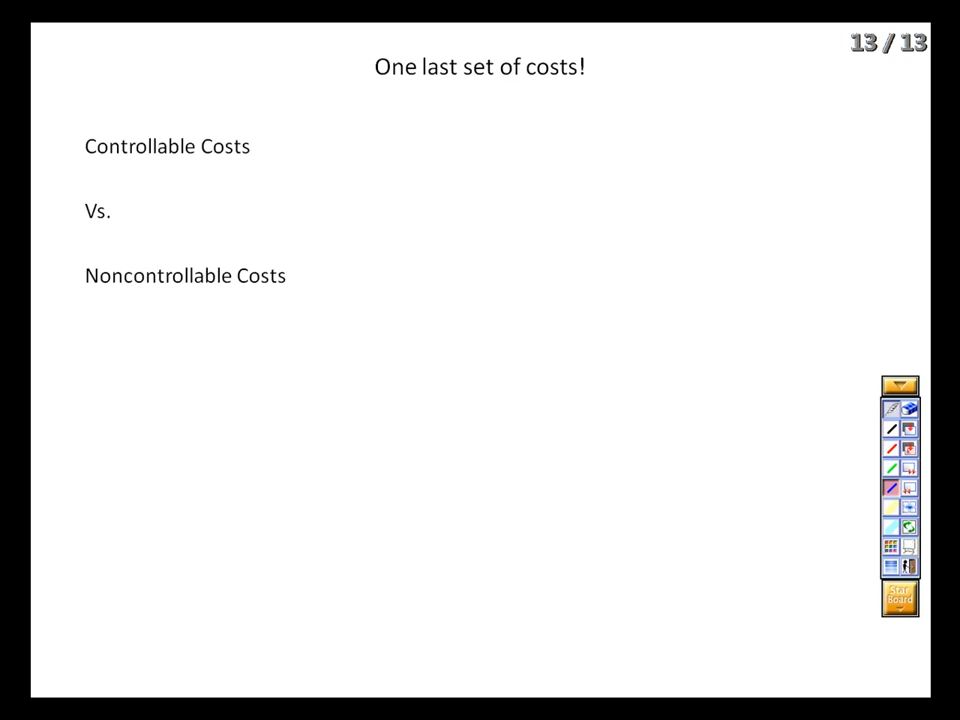 13 / 13
One last set of costs!
Controllable Costs
Vs.
Noncontrollable Costs
Star
Board